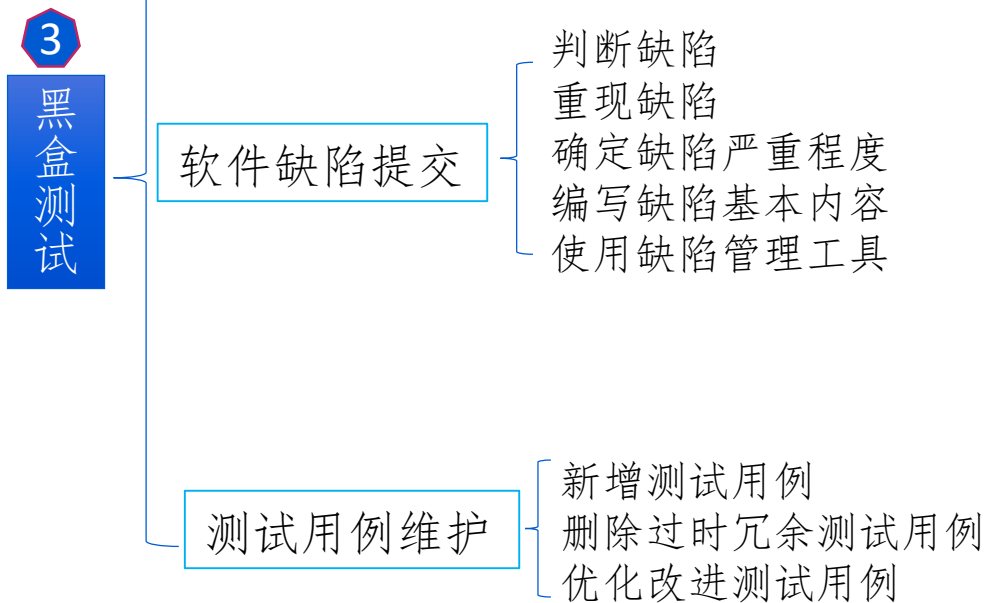 3
黑盒测试
软件缺陷提交
判断缺陷
重现缺陷
确定缺陷严重程度
编写缺陷基本内容
使用缺陷管理工具
测试用例维护
新增测试用例
删除过时冗余测试用例
优化改进测试用例